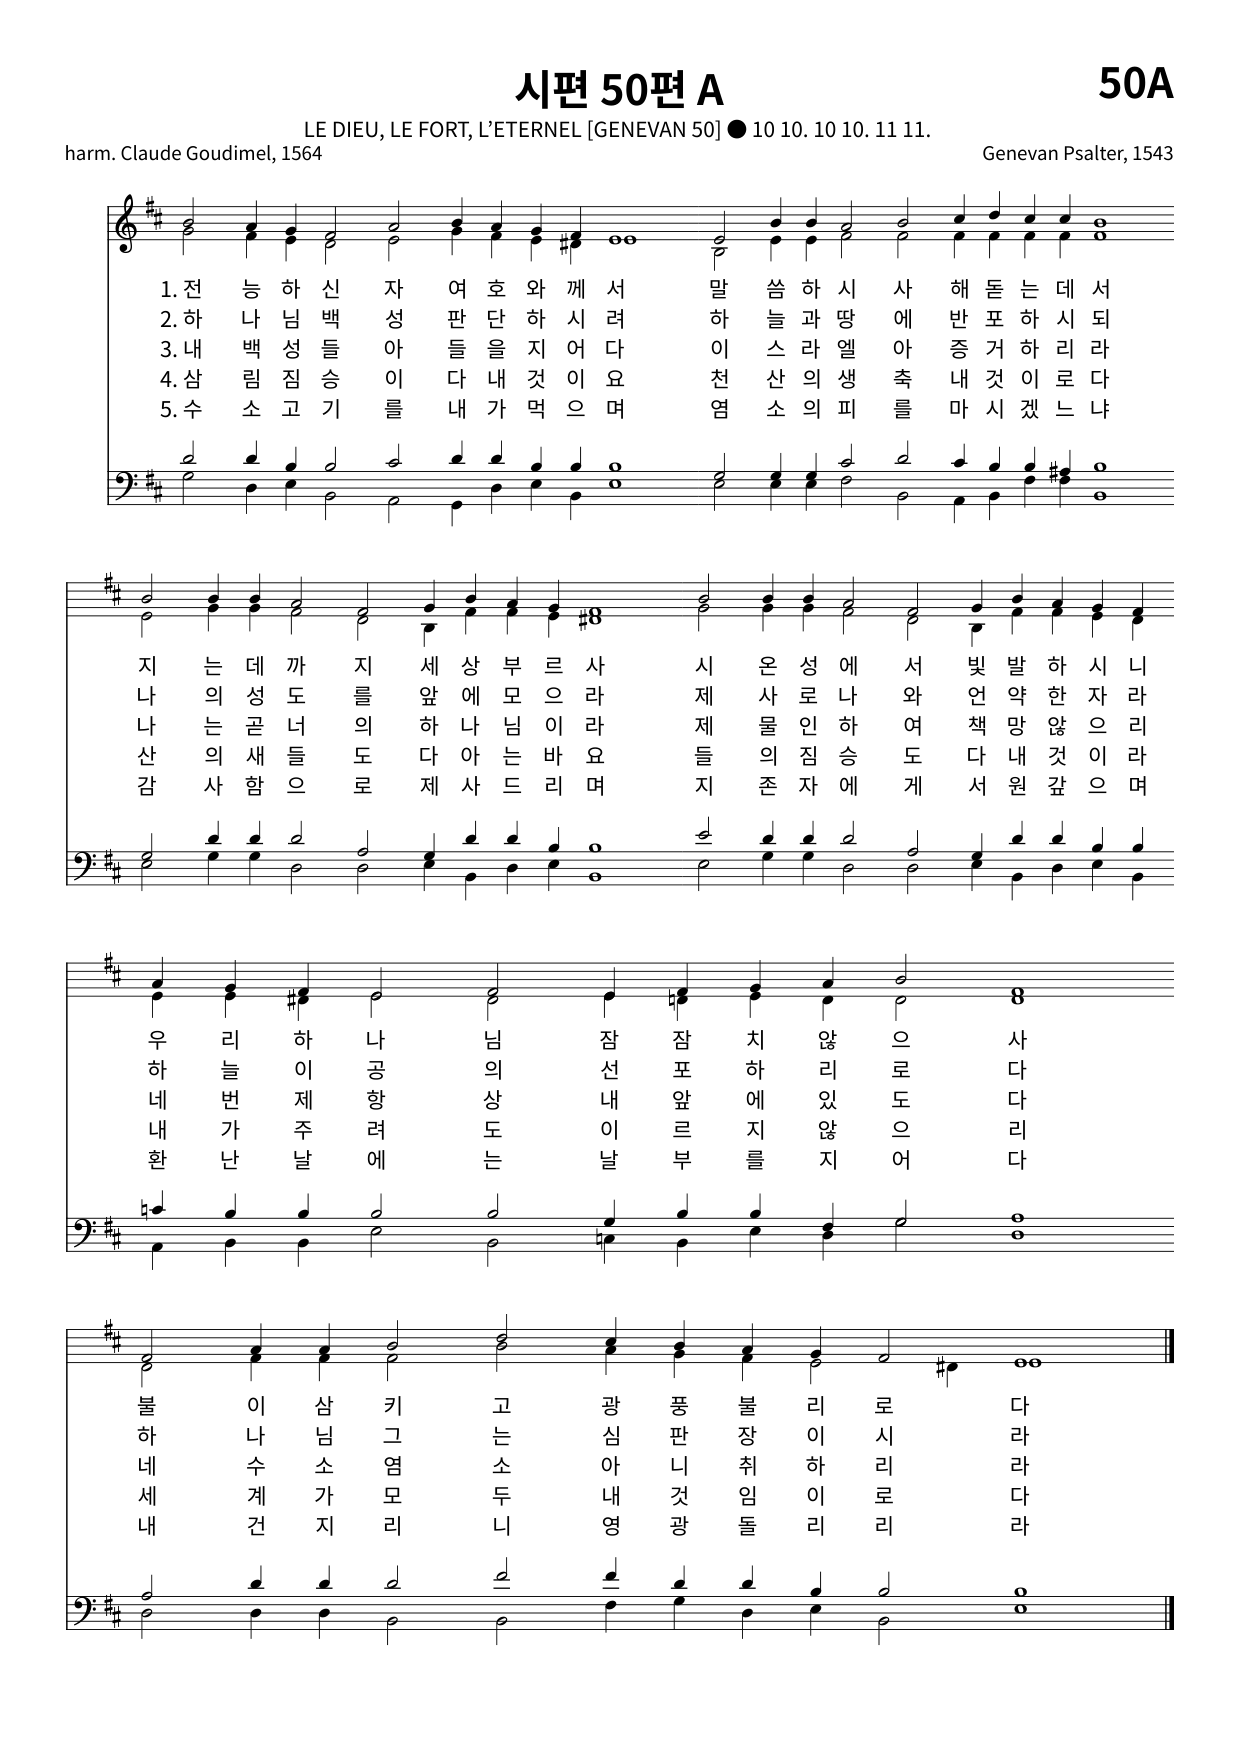 시편 50편 A
50A
LE DIEU, LE FORT, L’ETERNEL [GENEVAN 50] ● 10 10. 10 10. 11 11.
harm. Claude Goudimel, 1564
Genevan Psalter, 1543
1. 전 능 하 신 자 여 호 와 께 서 말 씀 하 시 사 해 돋 는 데 서
2. 하 나 님 백 성 판 단 하 시 려 하 늘 과 땅 에 반 포 하 시 되
3. 내 백 성 들 아 들 을 지 어 다 이 스 라 엘 아 증 거 하 리 라
4. 삼 림 짐 승 이 다 내 것 이 요 천 산 의 생 축 내 것 이 로 다
5. 수 소 고 기 를 내 가 먹 으 며 염 소 의 피 를 마 시 겠 느 냐
지 는 데 까 지 세 상 부 르 사 시 온 성 에 서 빛 발 하 시 니
나 의 성 도 를 앞 에 모 으 라 제 사 로 나 와 언 약 한 자 라
나 는 곧 너 의 하 나 님 이 라 제 물 인 하 여 책 망 않 으 리
산 의 새 들 도 다 아 는 바 요 들 의 짐 승 도 다 내 것 이 라
감 사 함 으 로 제 사 드 리 며 지 존 자 에 게 서 원 갚 으 며
우 리 하 나 님 잠 잠 치 않 으 사
하 늘 이 공 의 선 포 하 리 로 다
네 번 제 항 상 내 앞 에 있 도 다
내 가 주 려 도 이 르 지 않 으 리
환 난 날 에 는 날 부 를 지 어 다
불 이 삼 키 고 광 풍 불 리 로 다
하 나 님 그 는 심 판 장 이 시 라
네 수 소 염 소 아 니 취 하 리 라
세 계 가 모 두 내 것 임 이 로 다
내 건 지 리 니 영 광 돌 리 리 라